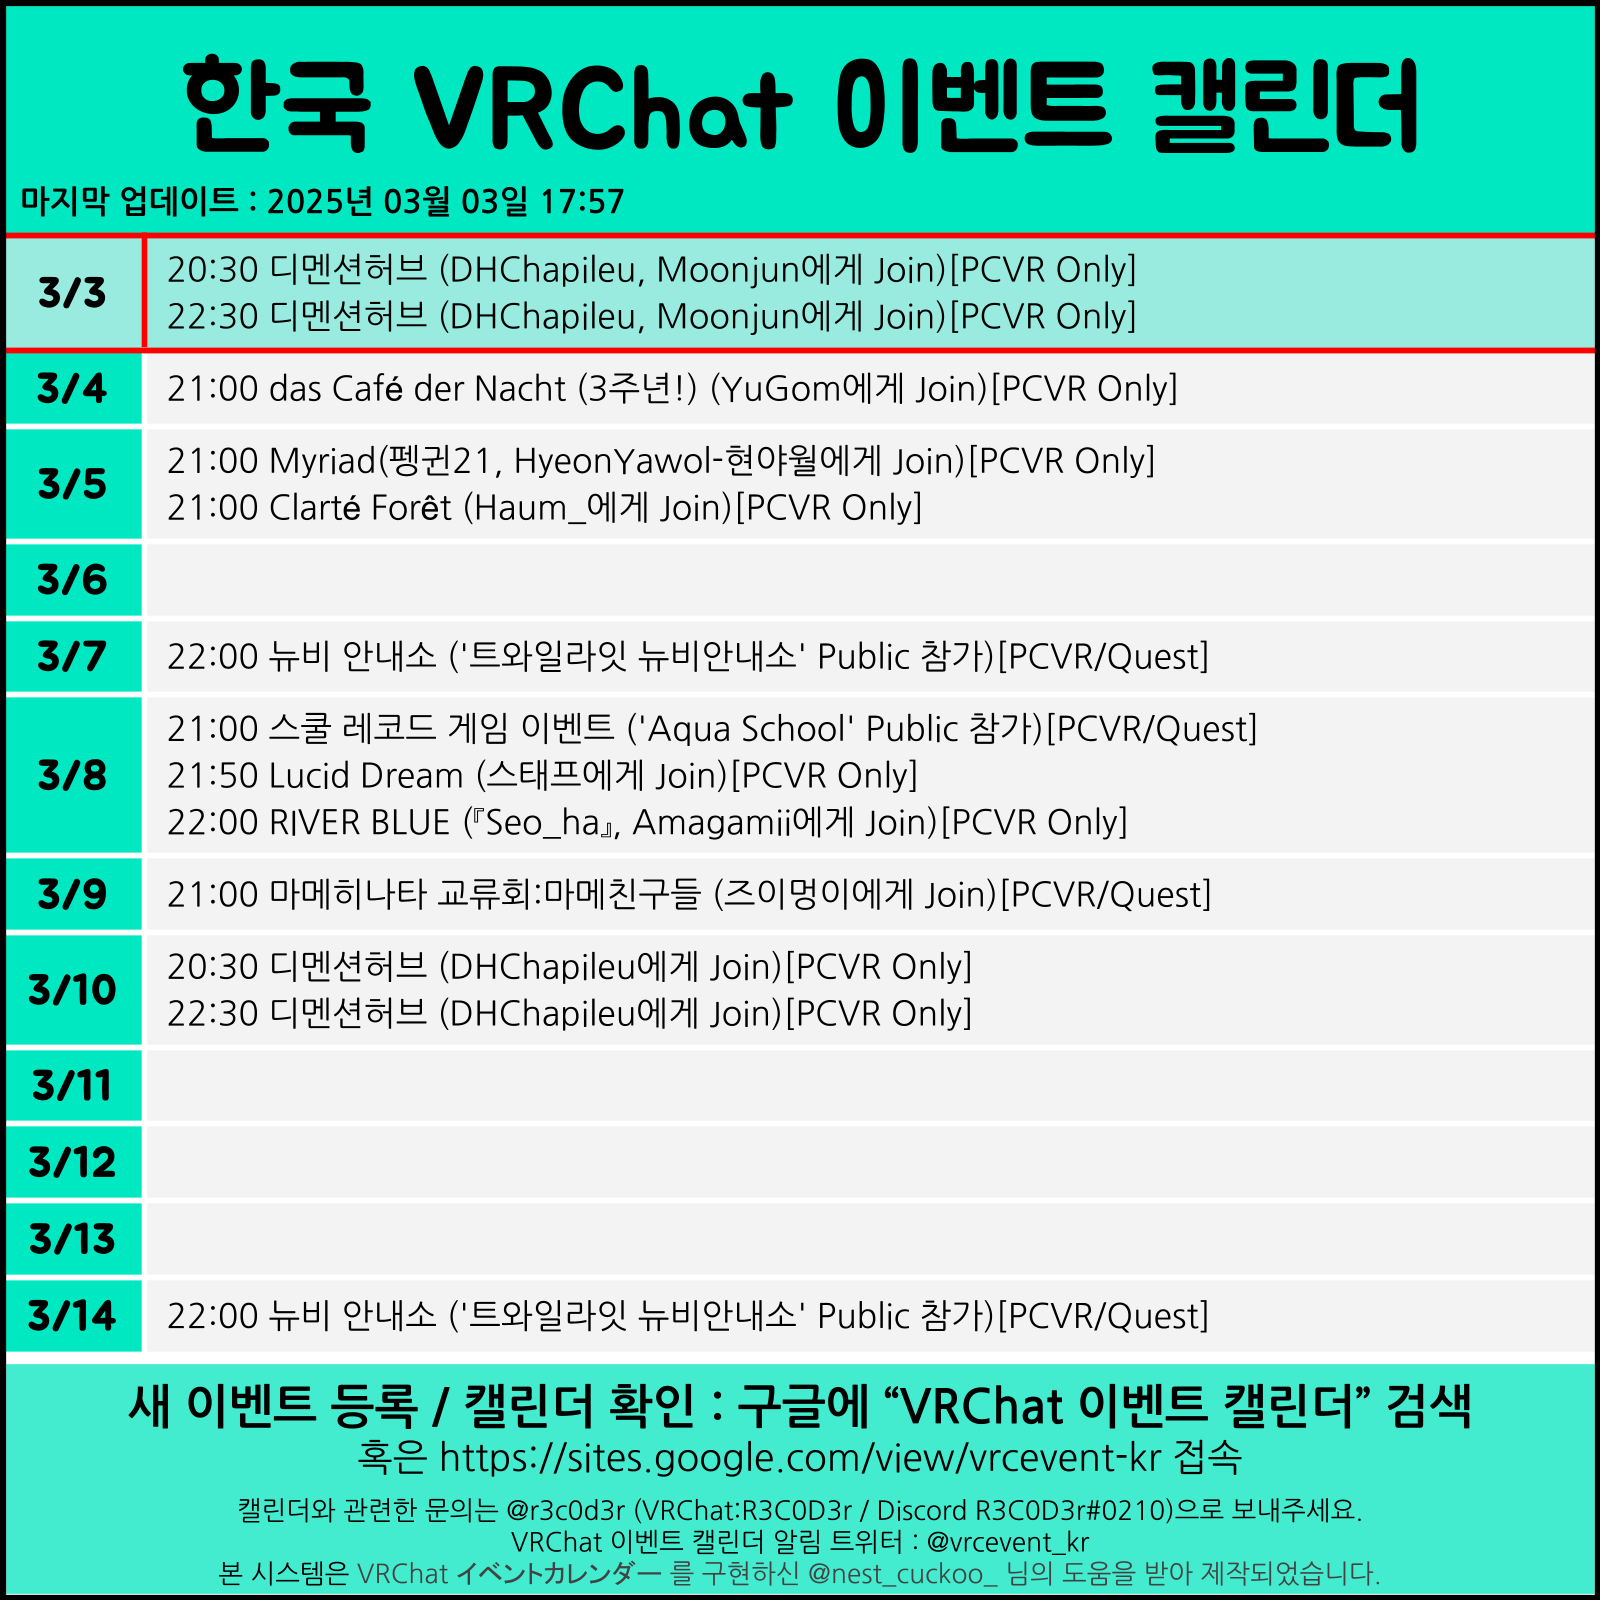 한국 VRChat 이벤트 캘린더
마지막 업데이트 : 2025년 03월 03일 17:57
3/3
20:30 디멘션허브 (DHChapileu, Moonjun에게 Join)[PCVR Only]
22:30 디멘션허브 (DHChapileu, Moonjun에게 Join)[PCVR Only]
3/4
21:00 das Café der Nacht (3주년!) (YuGom에게 Join)[PCVR Only]
3/5
21:00 Myriad(펭귄21, HyeonYawol-현야월에게 Join)[PCVR Only]
21:00 Clarté Forêt (Haum_에게 Join)[PCVR Only]
3/6
3/7
22:00 뉴비 안내소 ('트와일라잇 뉴비안내소' Public 참가)[PCVR/Quest]
3/8
21:00 스쿨 레코드 게임 이벤트 ('Aqua School' Public 참가)[PCVR/Quest]
21:50 Lucid Dream (스태프에게 Join)[PCVR Only]
22:00 RIVER BLUE (『Seo_ha』, Amagamii에게 Join)[PCVR Only]
3/9
21:00 마메히나타 교류회:마메친구들 (즈이멍이에게 Join)[PCVR/Quest]
3/10
20:30 디멘션허브 (DHChapileu에게 Join)[PCVR Only]
22:30 디멘션허브 (DHChapileu에게 Join)[PCVR Only]
3/11
3/12
3/13
3/14
22:00 뉴비 안내소 ('트와일라잇 뉴비안내소' Public 참가)[PCVR/Quest]
새 이벤트 등록 / 캘린더 확인 : 구글에 “VRChat 이벤트 캘린더” 검색
혹은 https://sites.google.com/view/vrcevent-kr 접속
캘린더와 관련한 문의는 @r3c0d3r (VRChat:R3C0D3r / Discord R3C0D3r#0210)으로 보내주세요.
VRChat 이벤트 캘린더 알림 트위터 : @vrcevent_kr
본 시스템은 VRChat イベントカレンダー 를 구현하신 @nest_cuckoo_ 님의 도움을 받아 제작되었습니다.